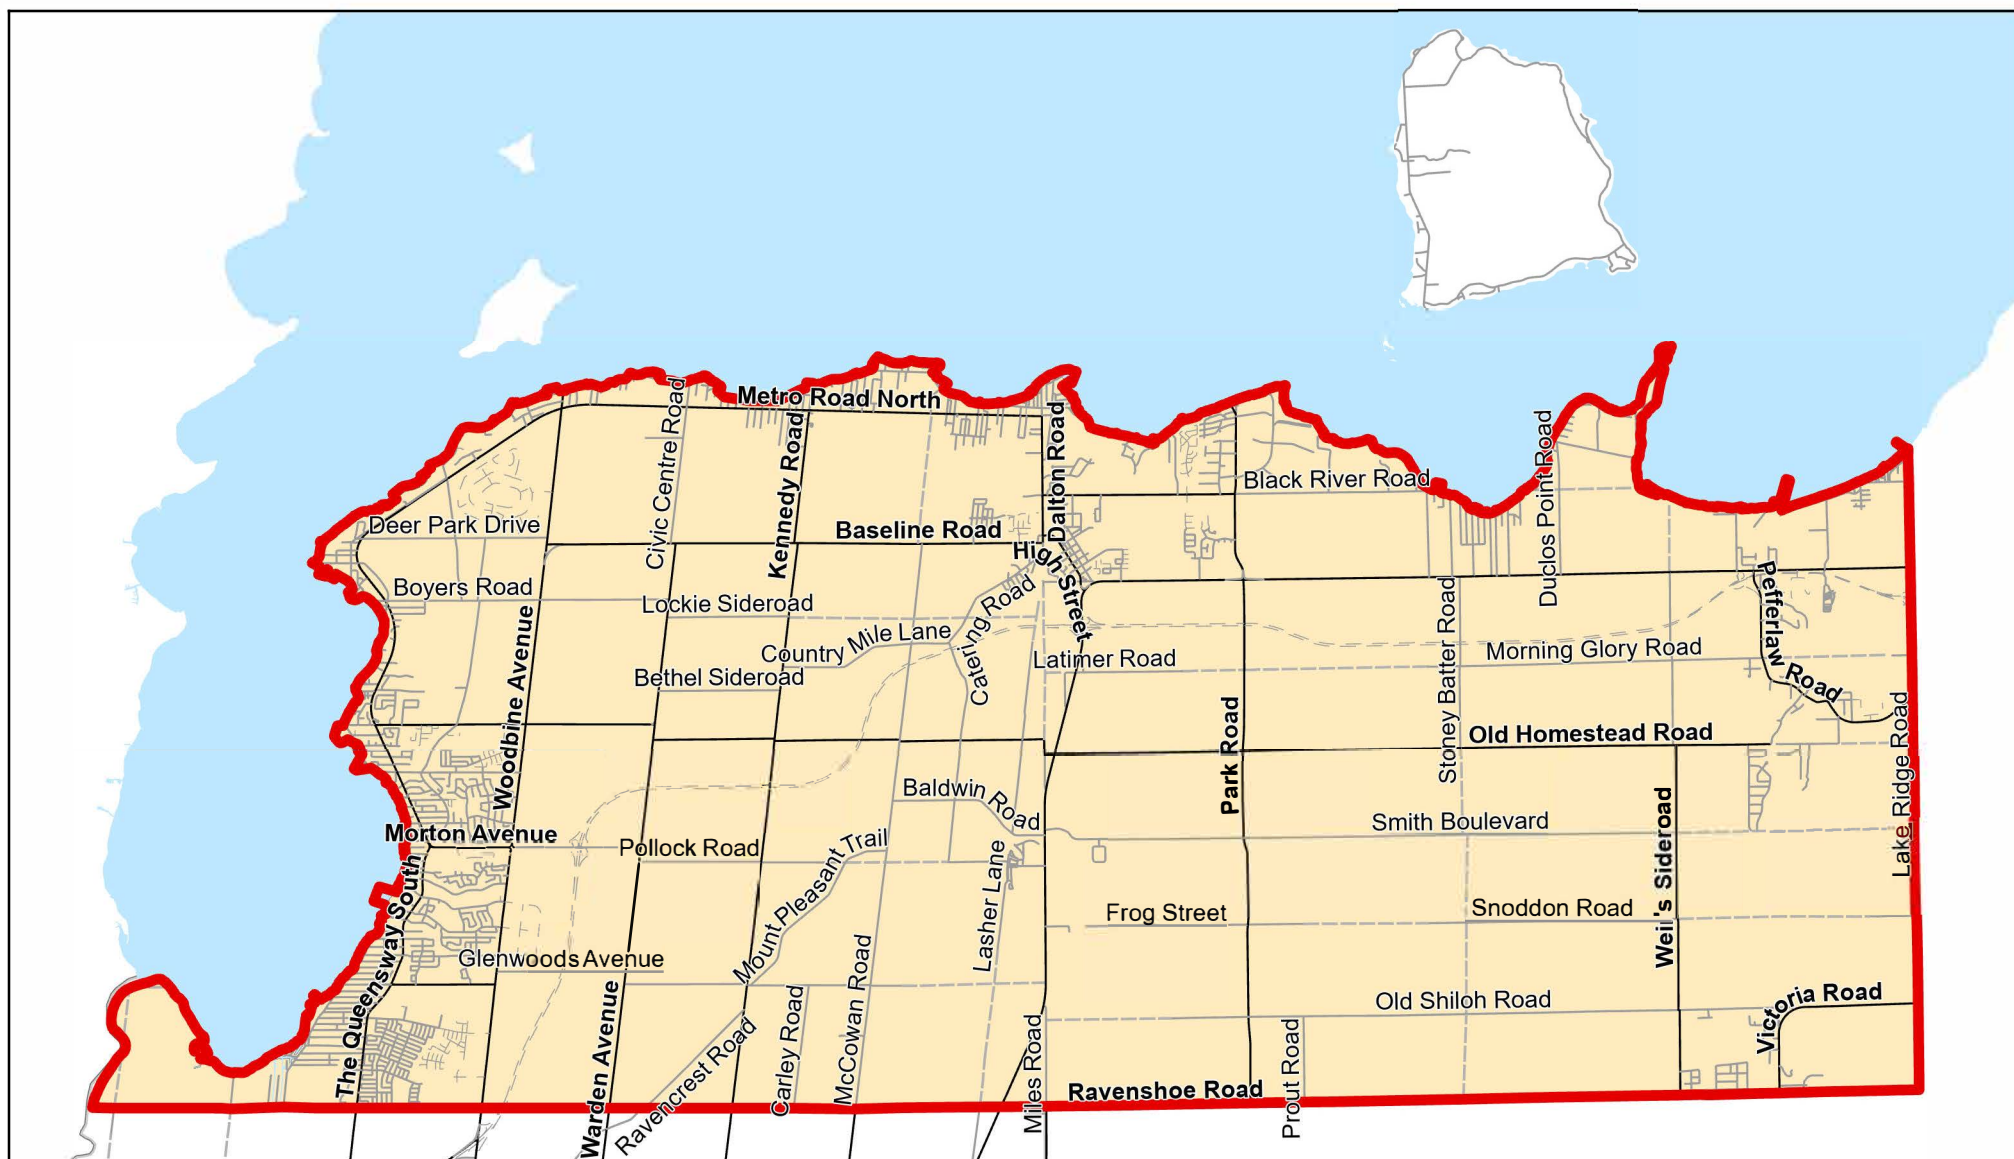 Metro Road North
Civic Centre Road
Kennedy Road
Dalton Road
Duclos Point Road
Black River Road
Deer Park Drive
Baseline Road
High Street
Boyers Road
Lockie Sideroad
Catering Road
Pefferlaw Road
Woodbine Avenue
Country Mile Lane
Bethel Sideroad
Latimer Road
Stoney Batter Road
Morning Glory Road
Park Road
Old Homestead Road
Lake Ridge Road
Baldwin Road
Morton Avenue
Pollock Road
Mount Pleasant Trail
Smith Boulevard
Weir's Sideroad
The Queensway South
Lasher Lane
Frog Street
Snoddon Road
Glenwoods Avenue
McCowan Road
Old Shiloh Road
Victoria Road
Warden Avenue
Ravencrest Road
Carley Road
Miles Road
Ravenshoe Road
Prout Road